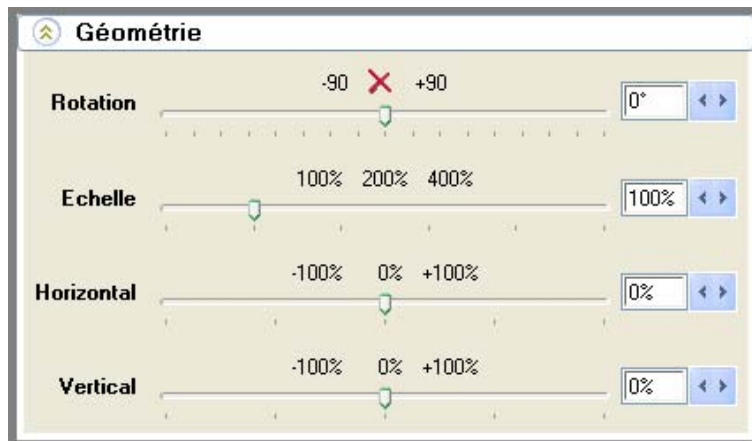 Géométrie
-90 +90
Rotation 0°
100% 200% 400%
Echelle 100%
-100% 0% +100%
Horizontal 0%
-100% 0% +100%
Vertical 0%